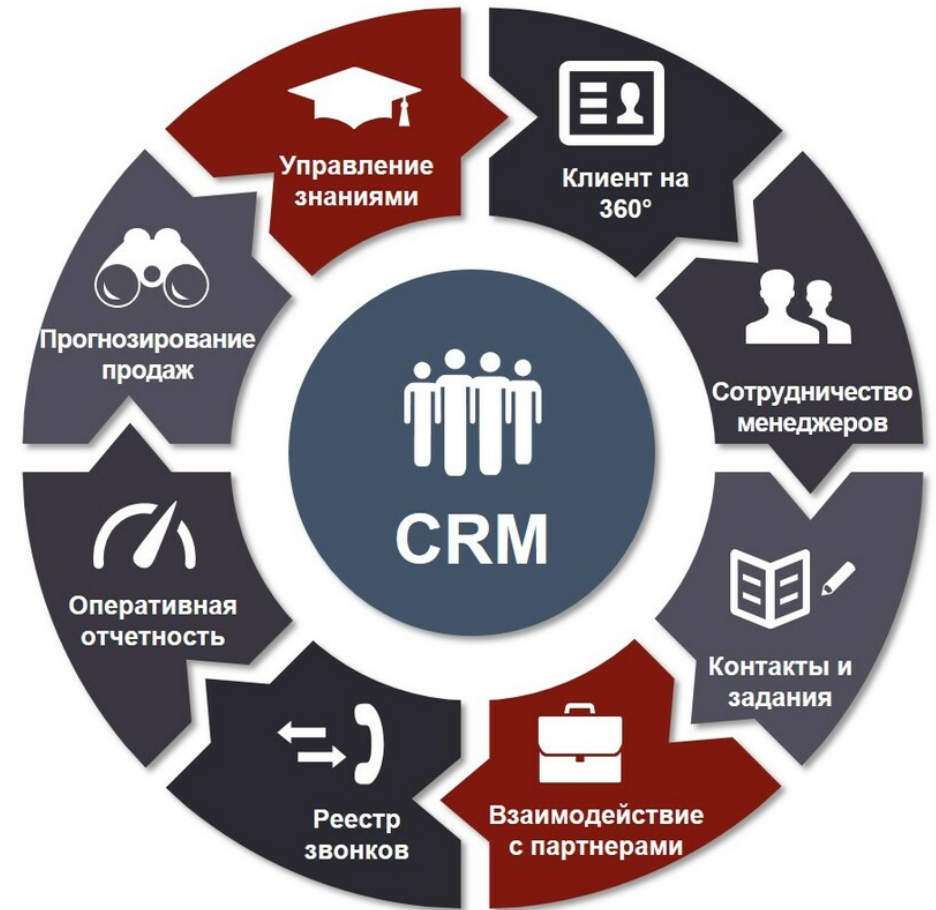 Управление
знаниями
Клиент на
360°
Сотрудничество
менеджеров
Контакты и
задания
Взаимодействие
с партнерами
Реестр
звонков
Оперативная
отчетность
Прогнозирование
продаж
CRM